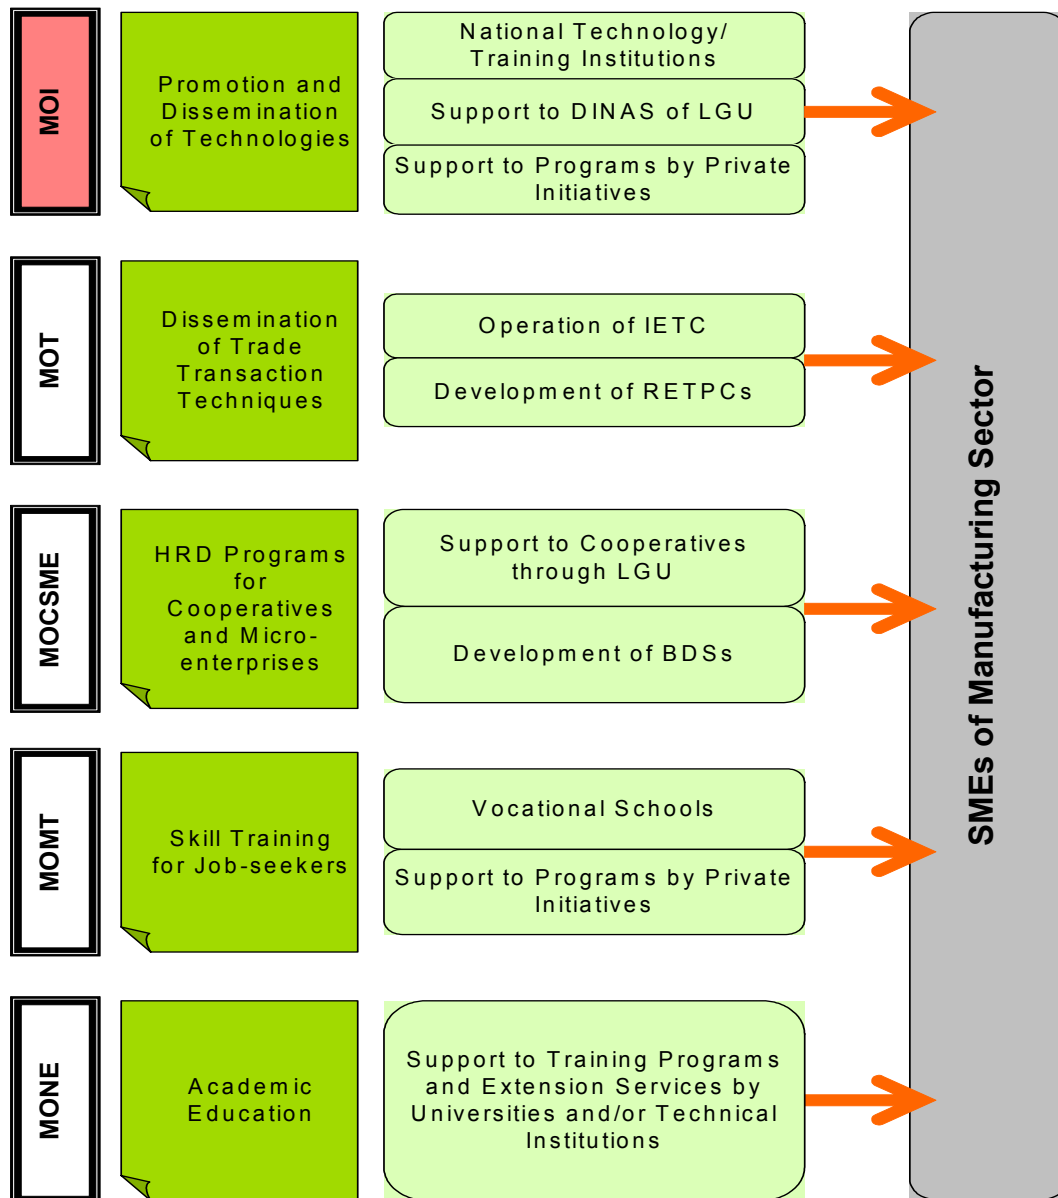 MOI
Promotion and
Dissemination
of Technologies
National Technology/
Training Institutions
Support to DINAS of LGU
Support to Programs by Private
Initiatives
MOT
Dissemination
of Trade
Transaction
Techniques
Operation of IETC
Development of RETPCs
MOCSME
HRD Programs
for
Cooperatives
and Micro-
enterprises
Support to Cooperatives
through LGU
Development of BDSs
MOMT
Skill Training
for Job-seekers
Vocational Schools
Support to Programs by Private
Initiatives
MONE
Academic
Education
Support to Training Programs
and Extension Services by
Universities and/or Technical
Institutions
SMEs of Manufacturing Sector